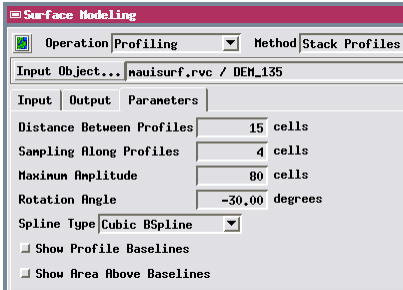 Surface Modeling
Operation Profiling Method Stack Profiles
Input Object... mauisurf.rvc / DEM_135
Input Output Parameters
Distance Between Profiles 15 cells
Sampling Along Profiles 4 cells
Maximum Amplitude 80 cells
Rotation Angle -30.00 degrees
Spline Type Cubic BSpline
Show Profile Baselines
Show Area Above Baselines